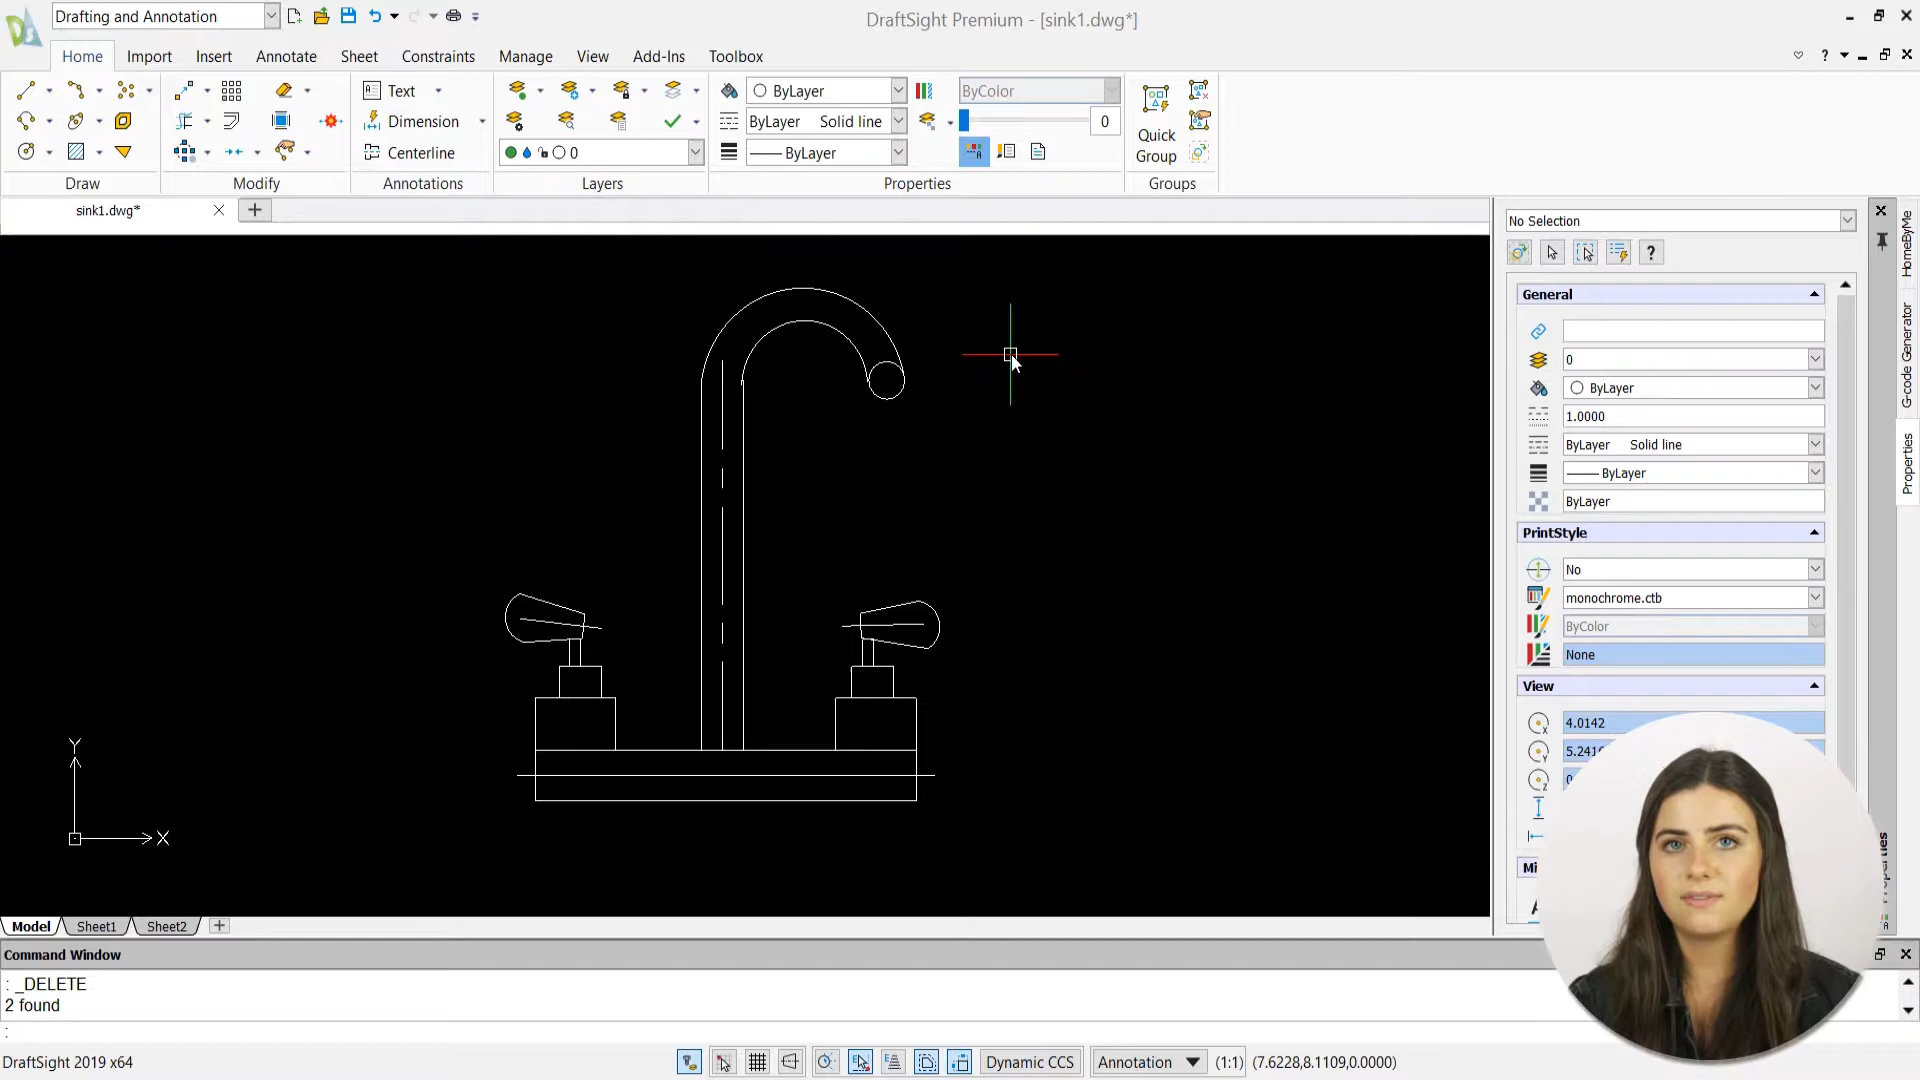 Drafting and Annotation
DraftSight Premium - [sink1.dwg*]
Home Import Insert Annotate Sheet Constraints Manage View Add-Ins Toolbox
Text
Dimension
Centerline
ByLayer
ByLayer Solid line
ByLayer
0
ByColor
0
Quick
Group
Draw Modify Annotations Layers Properties Groups
sink1.dwg*
No Selection
General
0
ByLayer
1.0000
ByLayer Solid line
ByLayer
ByLayer
PrintStyle
No
monochrome.ctb
ByColor
None
View
4.0142
HomeByMe
G-code Generator
Properties
Y
X
Model Sheet1 Sheet2
Command Window
: _DELETE
2 found
:
DraftSight 2019 x64
Dynamic CCS
Annotation
(1:1)
(7.6228,8.1109,0.0000)